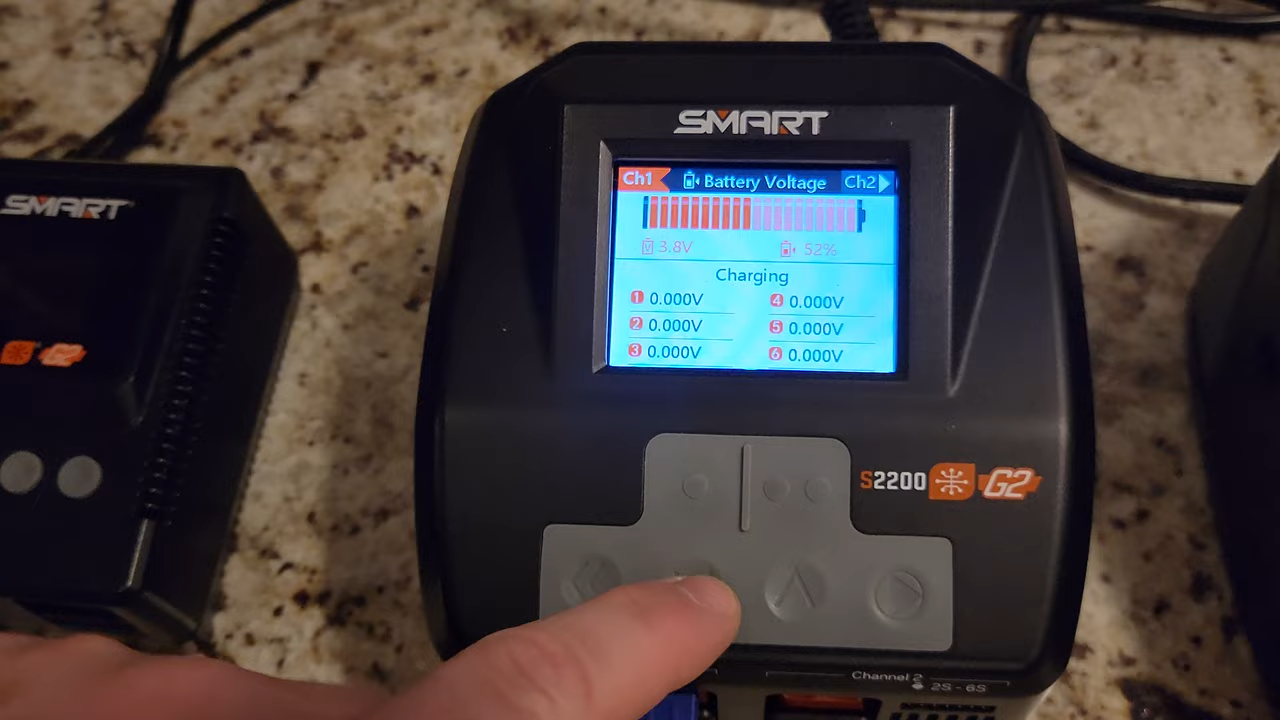 SMART
G2
SMART
Ch1 Battery Voltage Ch2
3.8V 52%
Charging
1 0.000V 4 0.000V
2 0.000V 5 0.000V
3 0.000V 6 0.000V
S2200 G2
Channel 2
2S - 6S